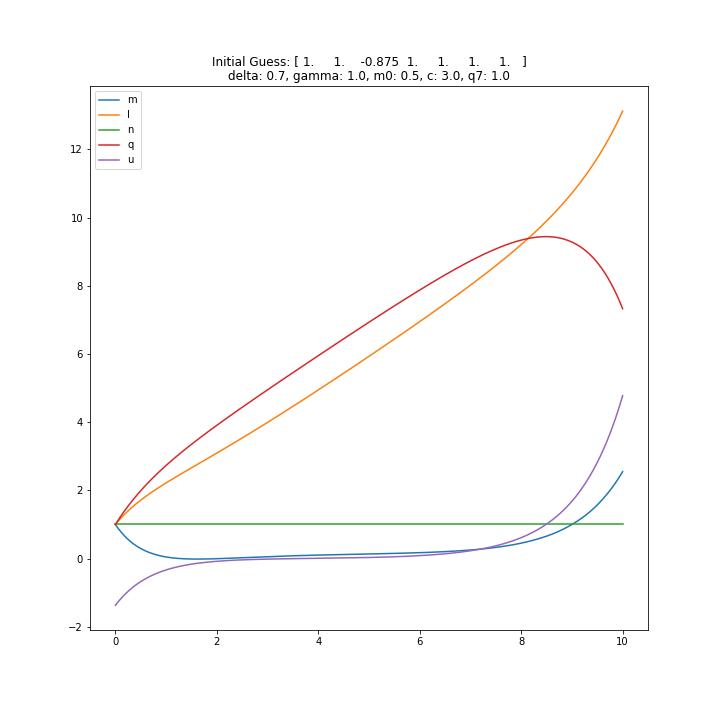 Initial Guess: [ 1. 1. -0.875 1. 1. 1. 1. ]
delta: 0.7, gamma: 1.0, m0: 0.5, c: 3.0, q7: 1.0
m
l
n
q
u
12
10
8
6
4
2
0
−2
0 2 4 6 8 10